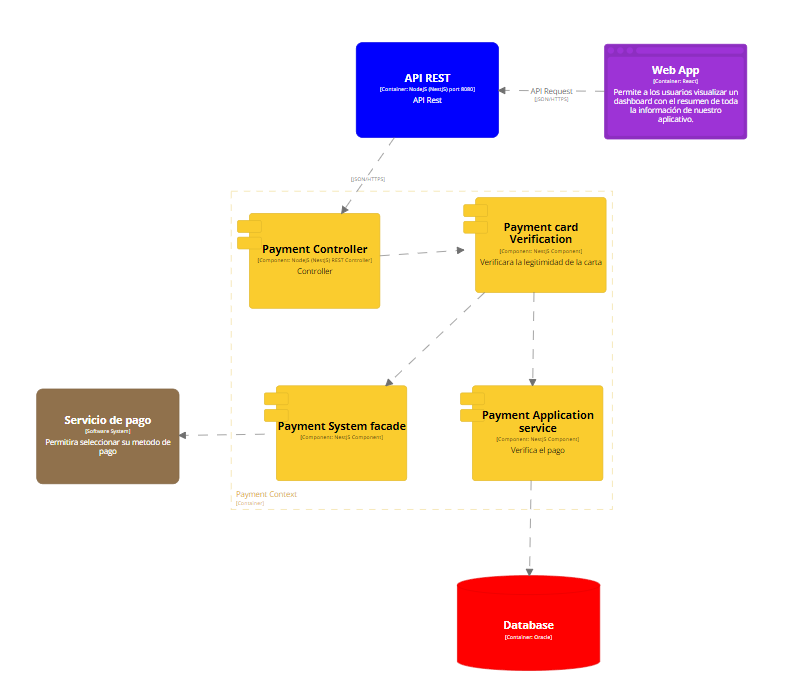 API REST
[Container: NodeJS (NestJS) port 8080]
API Rest
API Request
[JSON/HTTPS]
Web App
[Container: React]
Permite a los usuarios visualizar un
dashboard con el resumen de toda
la información de nuestro
aplicativo.
[JSON/HTTPS]
Payment Controller
[Component: NodeJS (NestJS) REST Controller]
Controller
Payment card
Verification
[Component: NestJS Component]
Verificara la legitimidad de la carta
Servicio de pago
[Software System]
Permitira seleccionar su metodo de
pago
Payment System facade
[Component: NestJS Component]
Payment Application
service
[Component: NestJS Component]
Verifica el pago
Payment Context
[Container]
Database
[Container: Oracle]